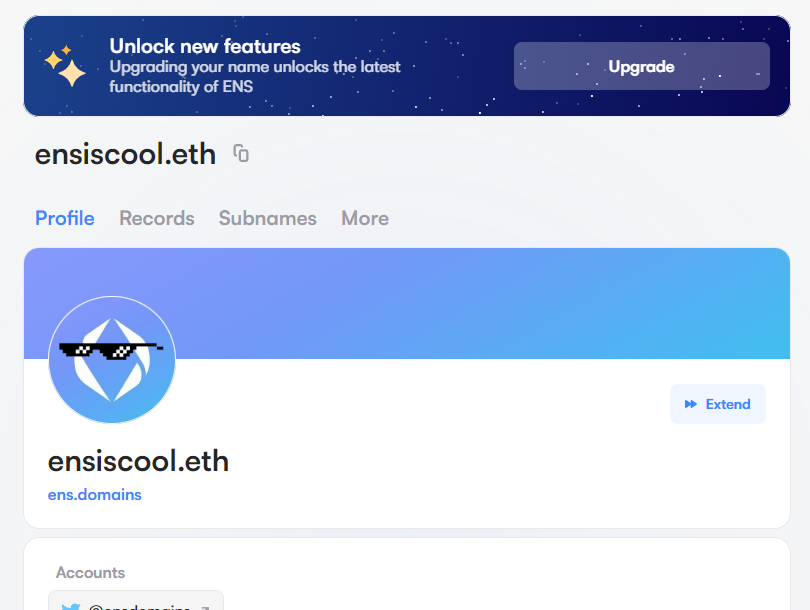 Unlock new features
Upgrading your name unlocks the latest
functionality of ENS
Upgrade
ensiscool.eth
Profile Records Subnames More
Extend
ensiscool.eth
ens.domains
Accounts
@ensdomains